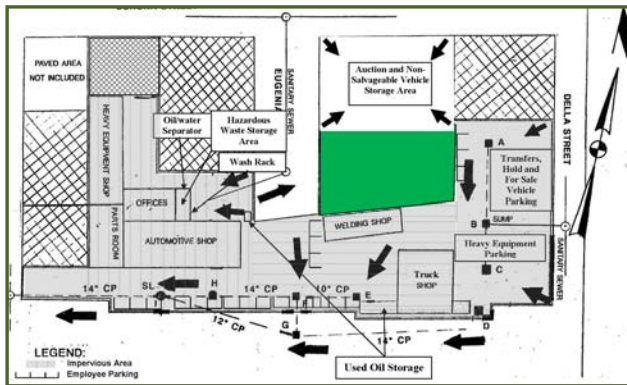 PAVED AREA
NOT INCLUDED
HEAVY EQUIPMENT SHOP
Oil/water
Separator
Hazardous
Waste Storage
Area
Wash Rack
EUGENIA
SANITARY SEWER
Auction and Non-
Salvageable Vehicle
Storage Area
DELLA STREET
A
Transfers,
Hold and
For Safe
Vehicle
Parking
B
SUMP
OFFICES
PARTS ROOM
AUTOMOTIVE SHOP
WELDING SHOP
Heavy Equipment
Parking
SANITARY SEWER
C
Truck
SHOP
14" CP
SL
H
14" CP
10" CP
E
F
12" CP
G
14" CP
D
Used Oil Storage
LEGEND:
Impervious Area
Employee Parking